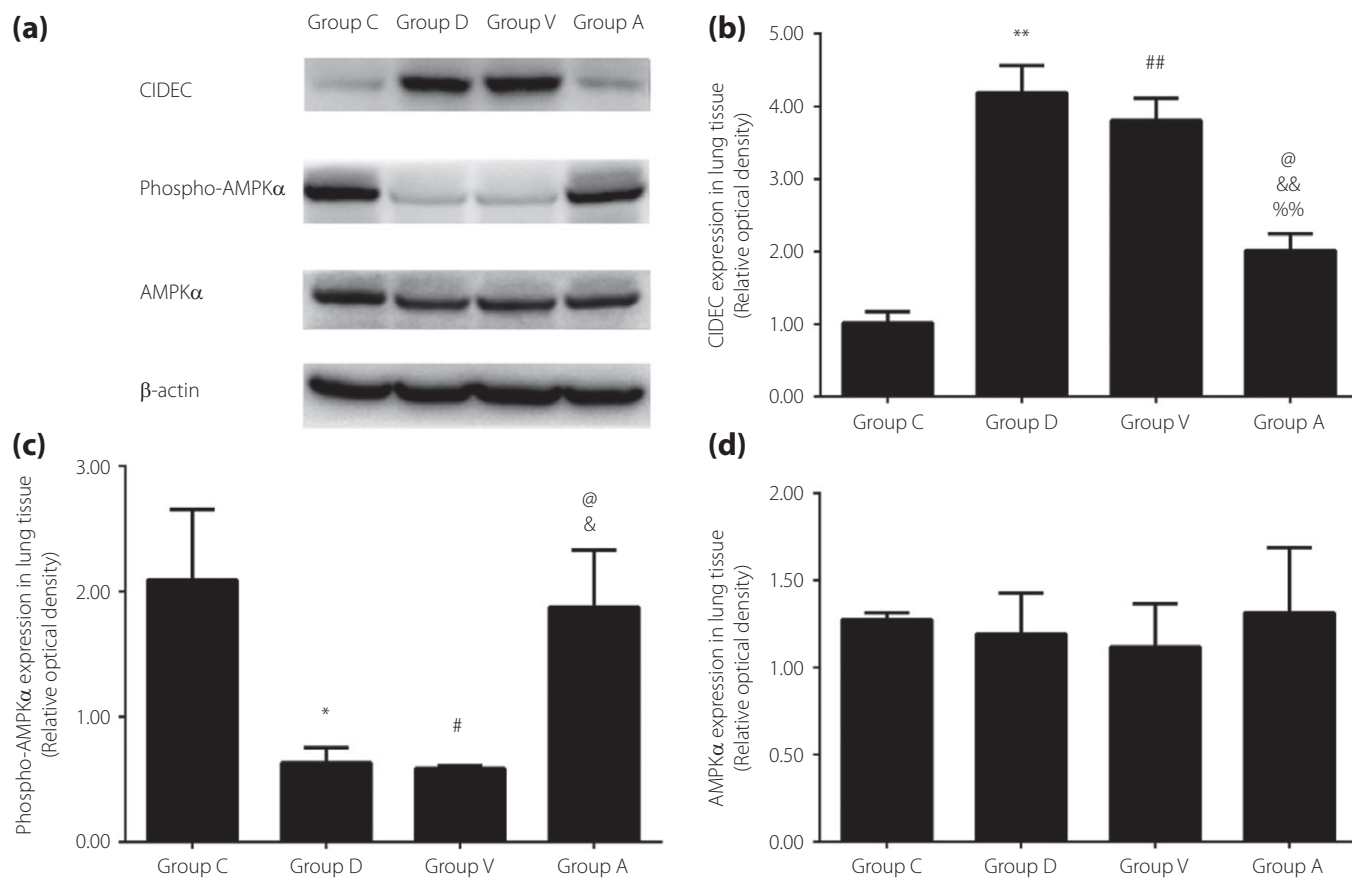 (a)
Group C Group D Group V Group A
CIDEC
Phospho-AMPKα
AMPKα
β-actin
(b)
CIDEC expression in lung tissue
(Relative optical density)
5.00
4.00
3.00
2.00
1.00
0.00
**
##
@
&&
%%
Group C Group D Group V Group A
(c)
Phospho-AMPKα expression in lung tissue
(Relative optical density)
3.00
2.00
1.00
0.00
*
#
@
&
Group C Group D Group V Group A
(d)
AMPKα expression in lung tissue
(Relative optical density)
2.00
1.50
1.00
0.50
0.00
Group C Group D Group V Group A